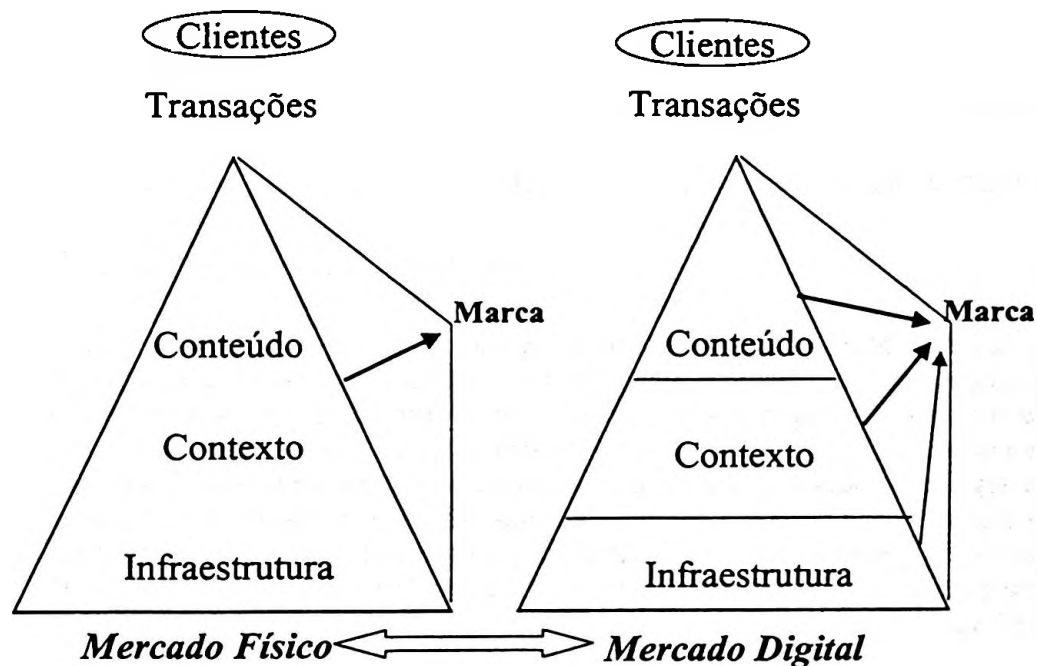 Clientes
Transações
Marca
Conteúdo
Contexto
Infraestrutura
Mercado Físico
Clientes
Transações
Marca
Conteúdo
Contexto
Infraestrutura
Mercado Digital